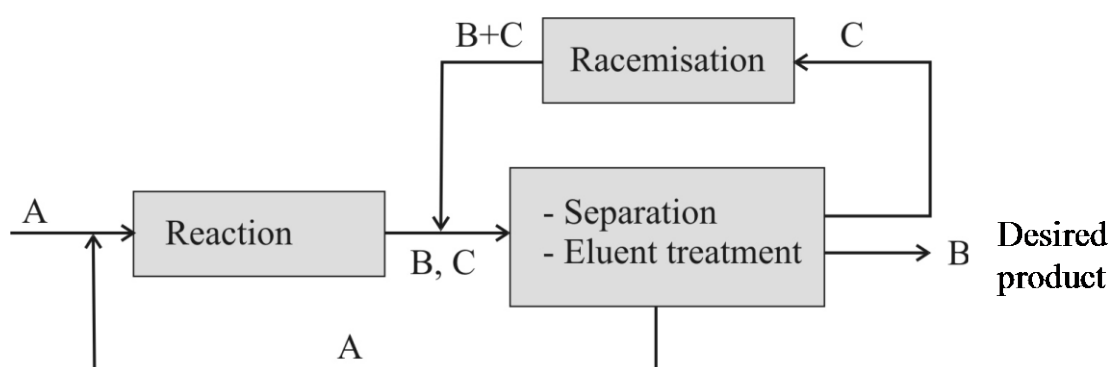 B+C
C
Racemisation
A
Reaction
B, C
- Separation
- Eluent treatment
B
Desired
product
A